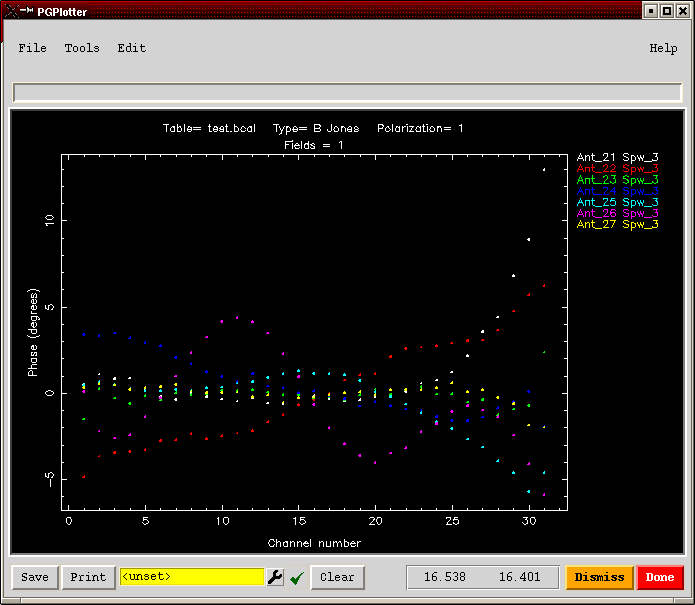 PGPlotter
File Tools Edit Help
Table= test.bcal Type= B Jones Polarization= 1
Fields = 1
Ant_21 Spw_3
Ant_22 Spw_3
Ant_23 Spw_3
Ant_24 Spw_3
Ant_25 Spw_3
Ant_26 Spw_3
Ant_27 Spw_3
10
5
0
−5
Phase (degrees)
0 5 10 15 20 25 30
Channel number
Save Print <unset> Clear 16.538 16.401 Dismiss Done